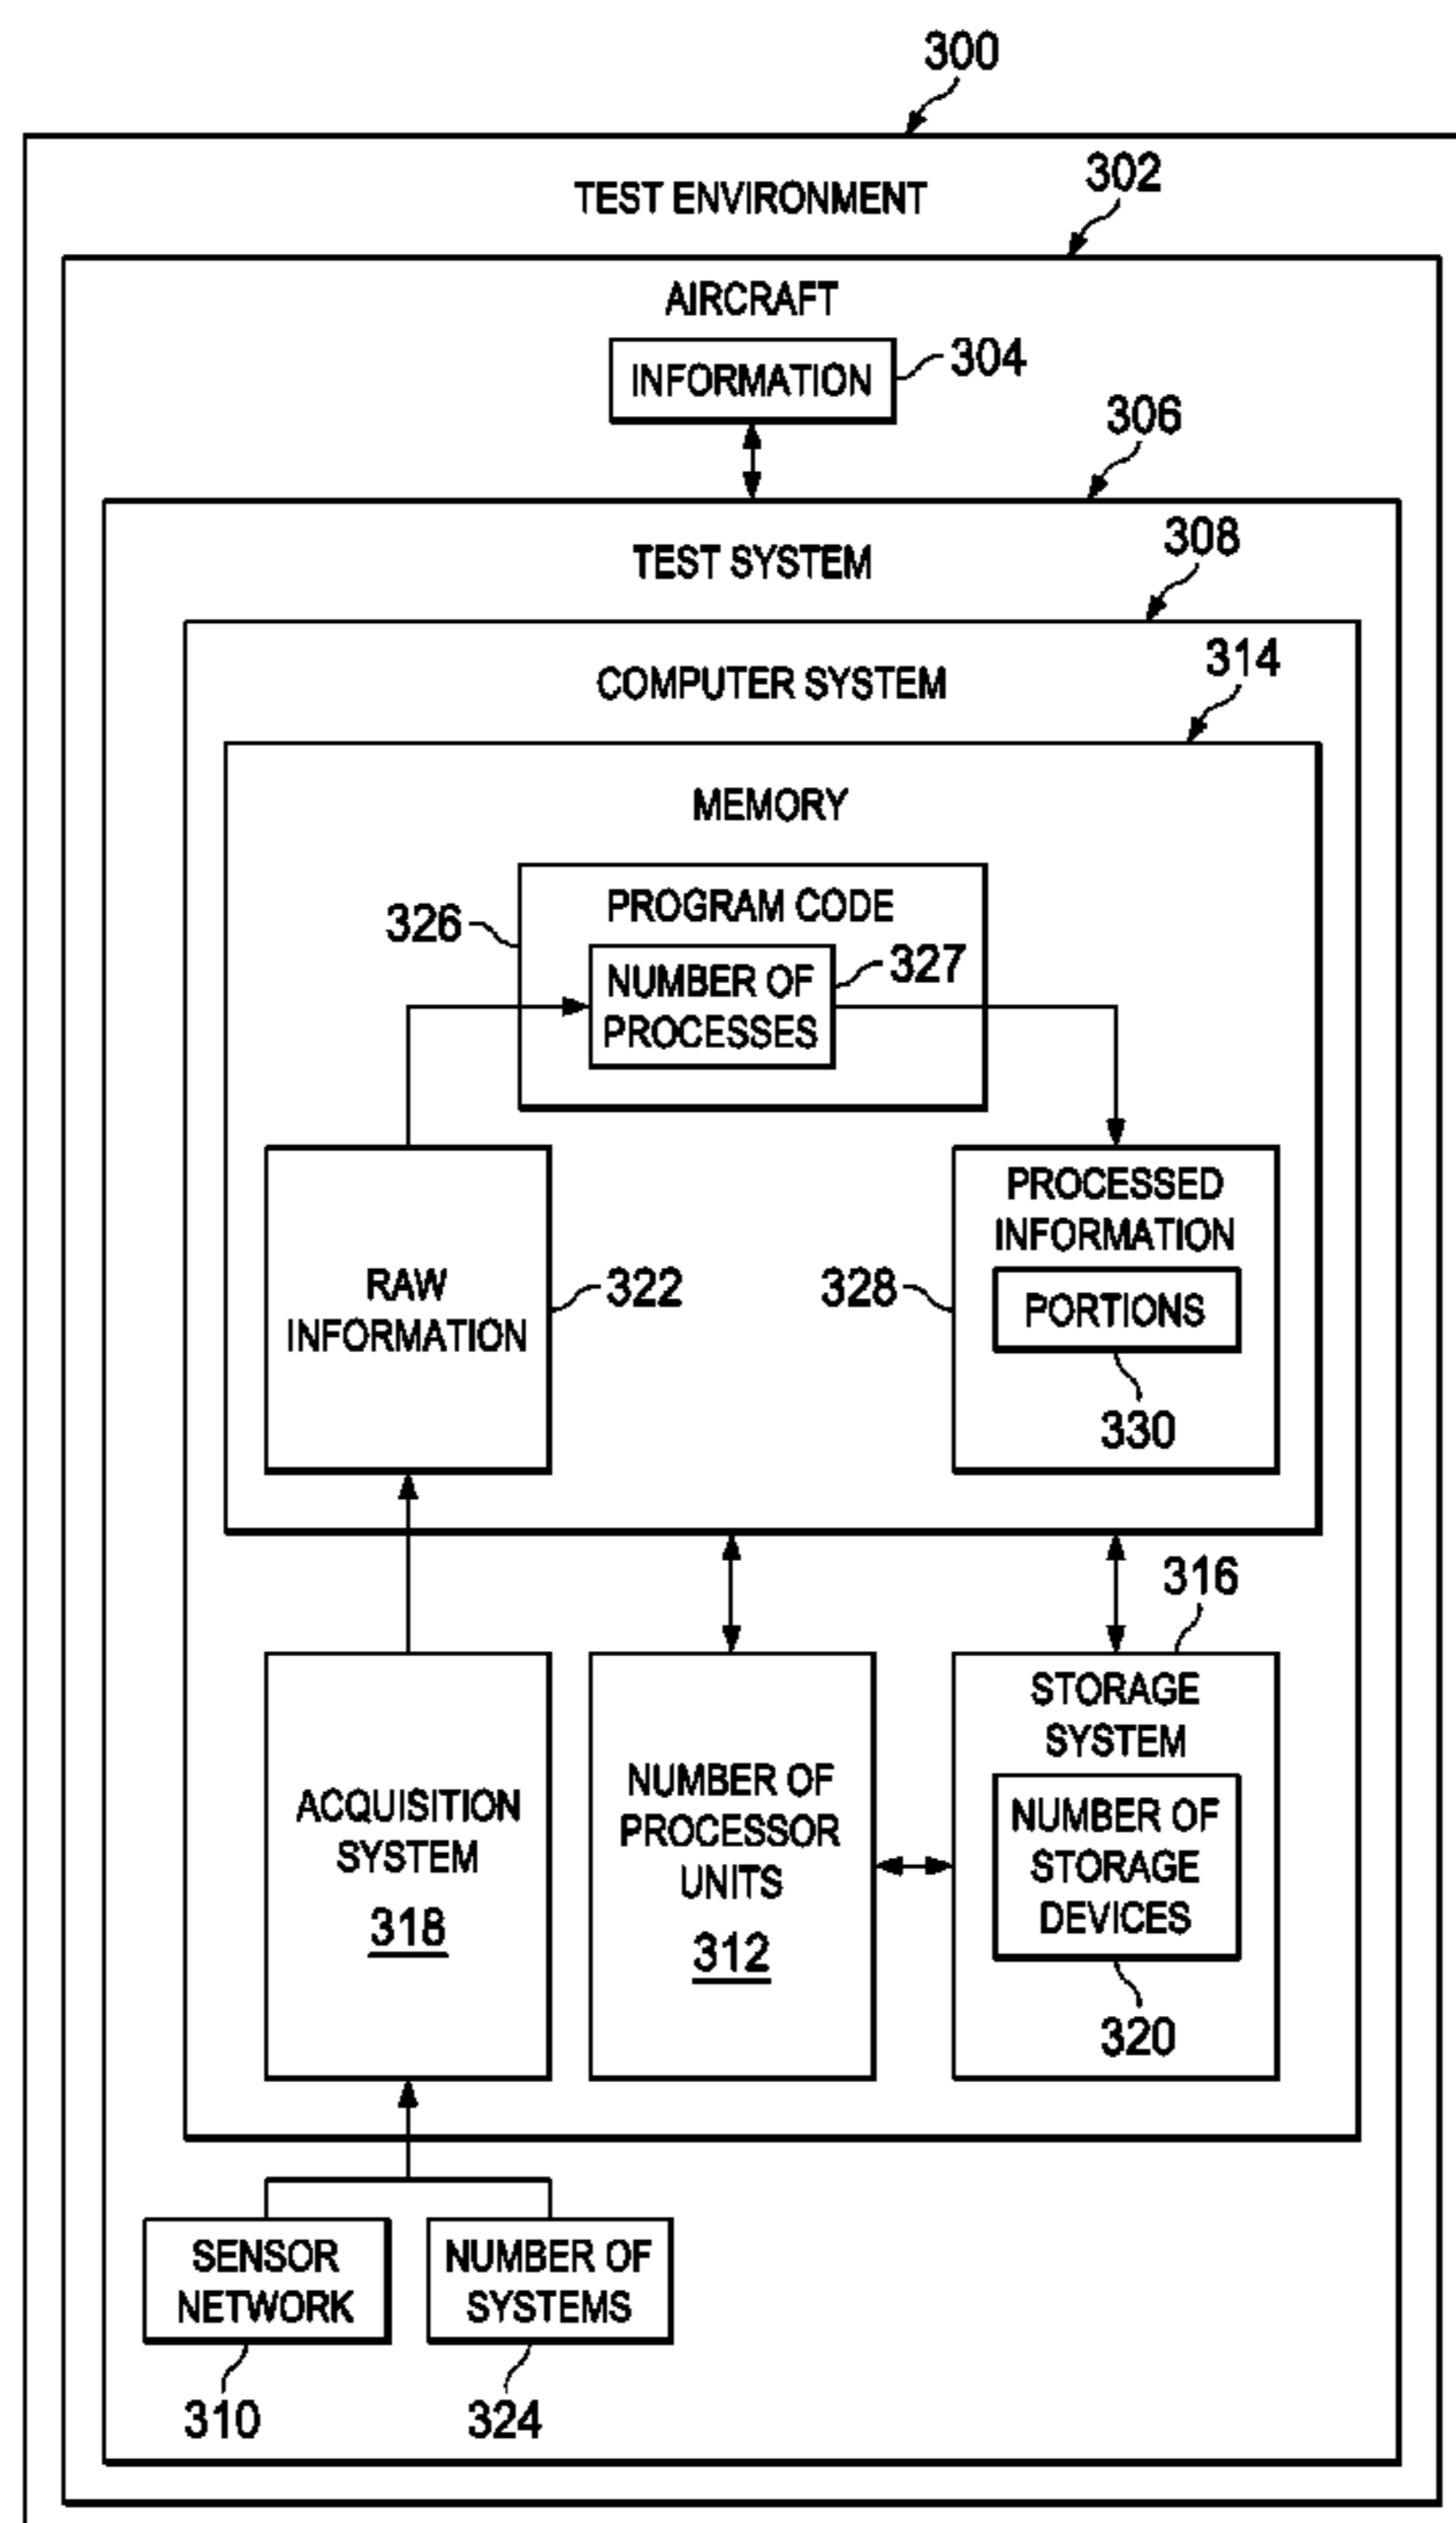 300
TEST ENVIRONMENT
302
AIRCRAFT
INFORMATION
304
306
TEST SYSTEM
308
COMPUTER SYSTEM
314
MEMORY
326
PROGRAM CODE
NUMBER OF
PROCESSES
327
RAW
INFORMATION
322
328
PROCESSED
INFORMATION
PORTIONS
330
316
ACQUISITION
SYSTEM
318
NUMBER OF
PROCESSOR
UNITS
312
STORAGE
SYSTEM
NUMBER OF
STORAGE
DEVICES
320
SENSOR
NETWORK
310
NUMBER OF
SYSTEMS
324